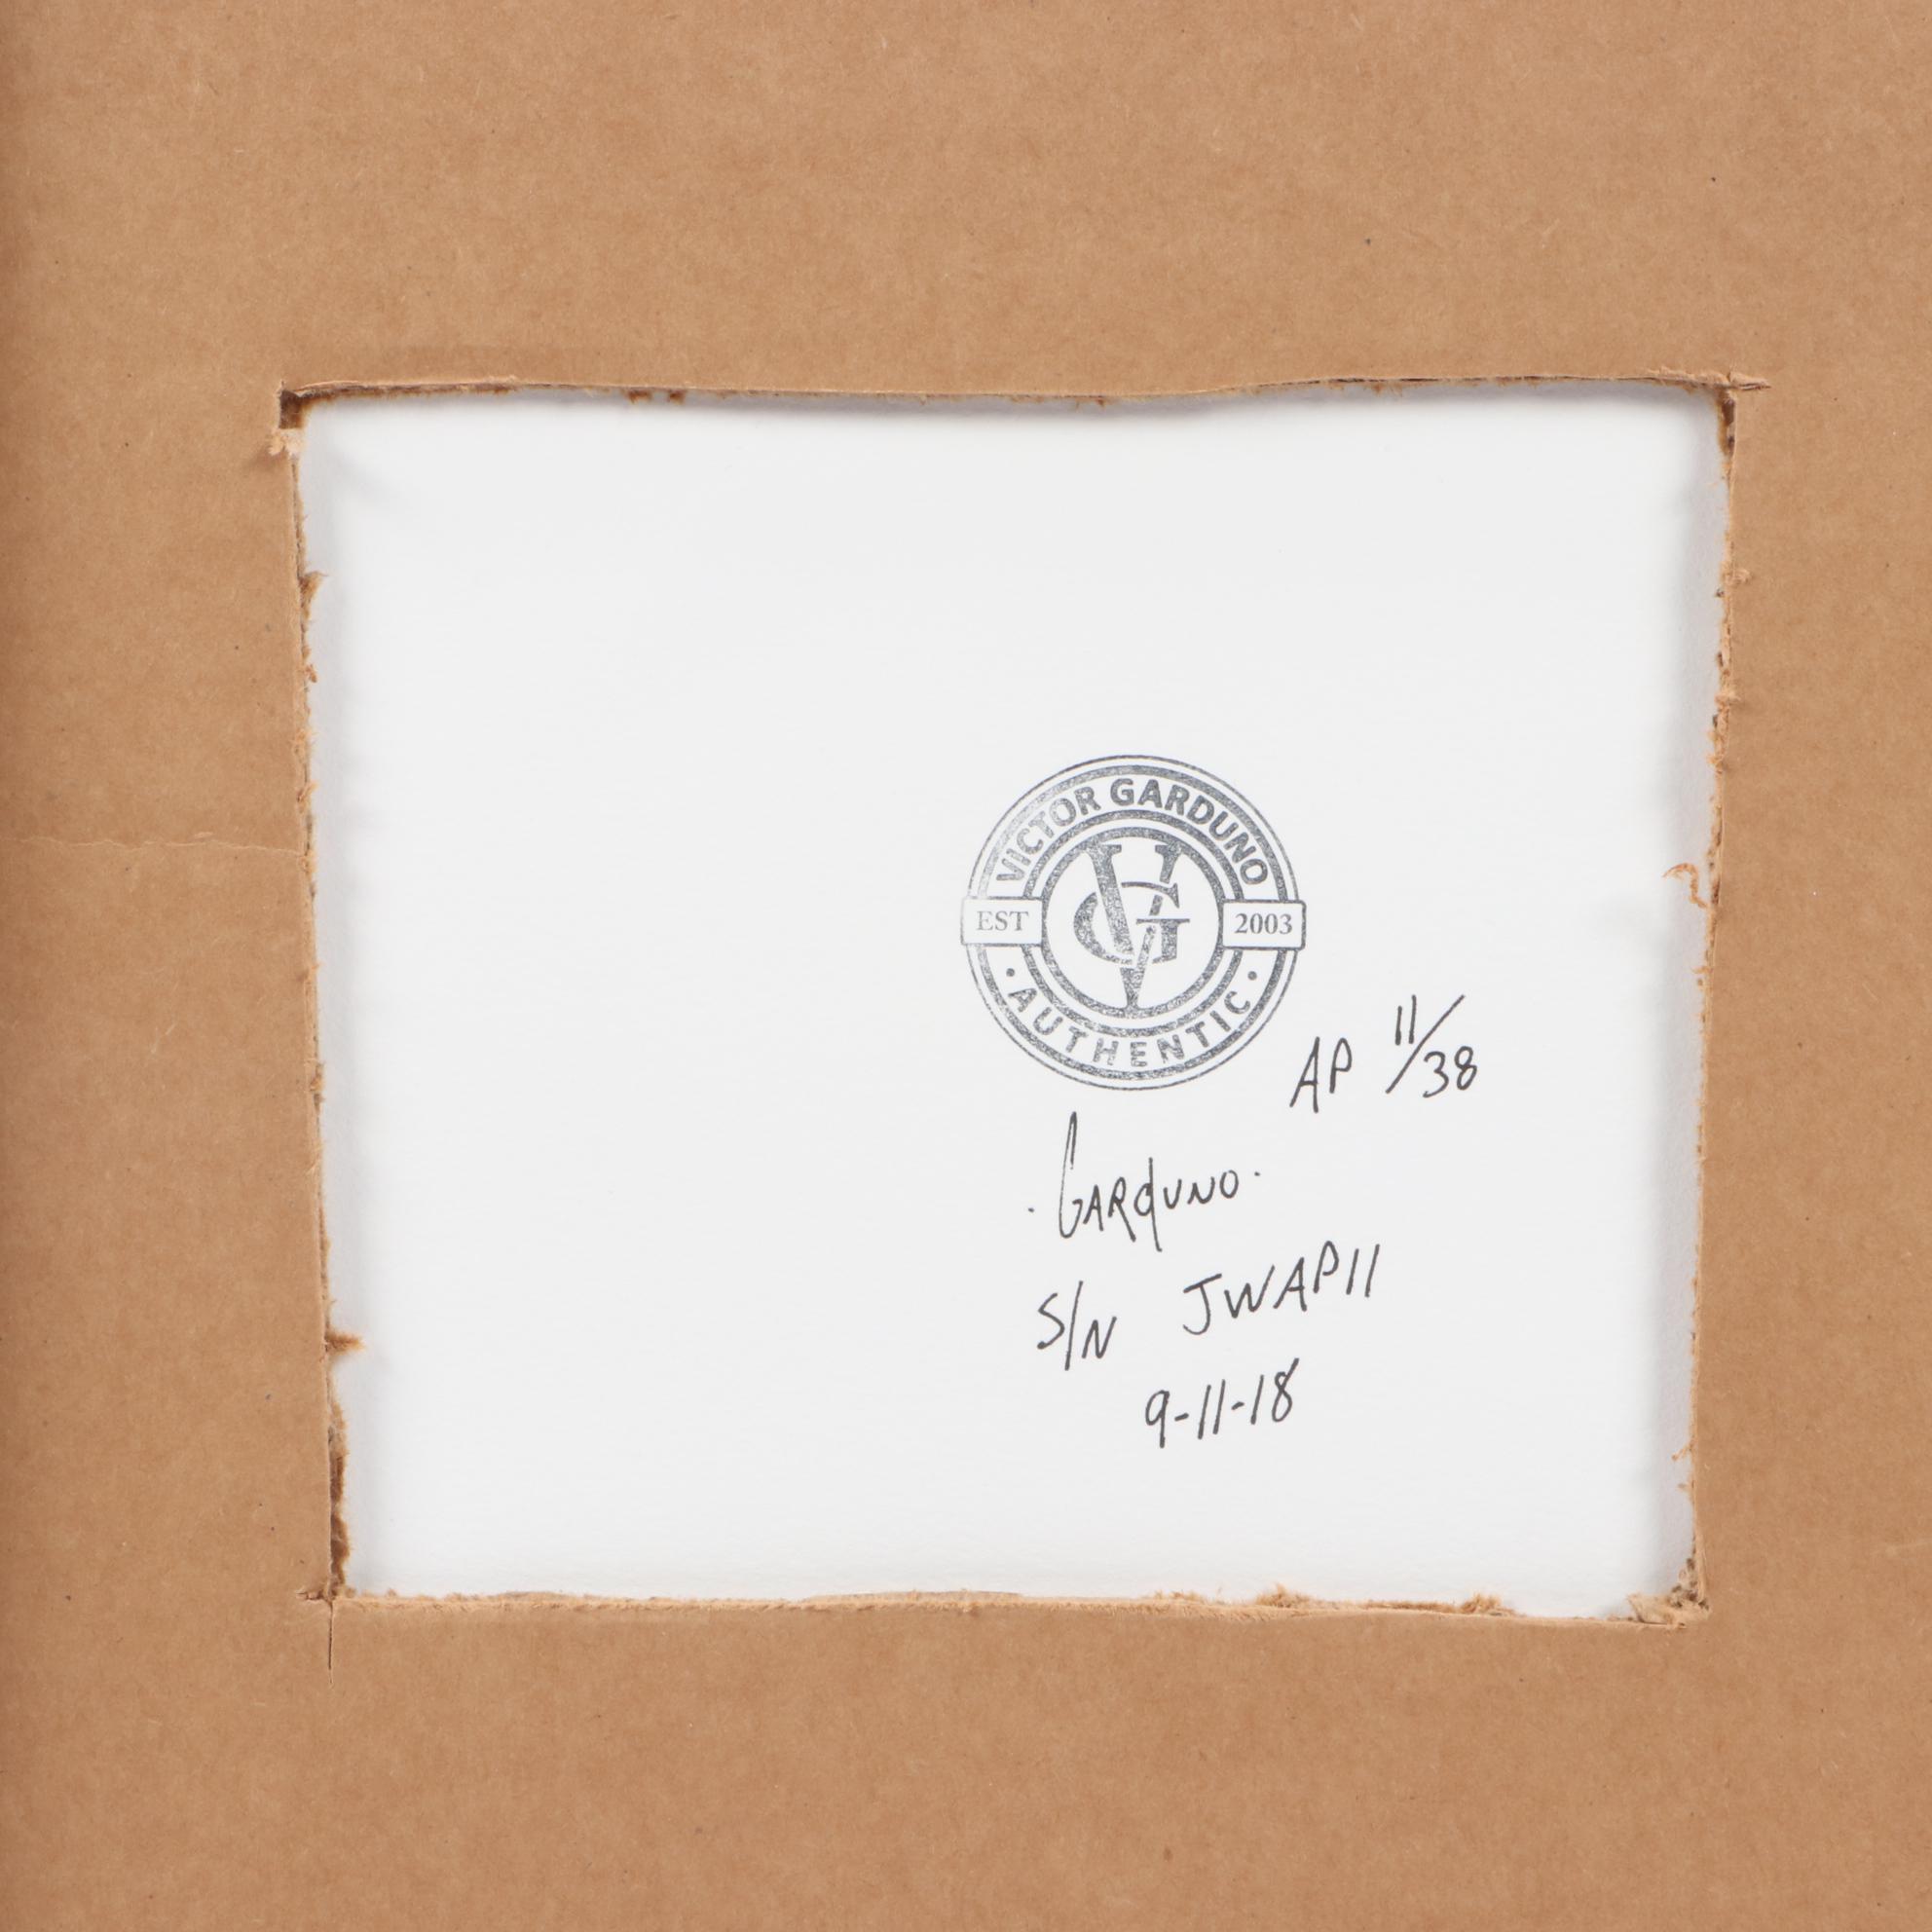 VICTOR GARDUNO
VG
EST 2003
• AUTHENTIC •
AP 11/38
· GARdUNO ·
S/N JWAP11
9-11-18